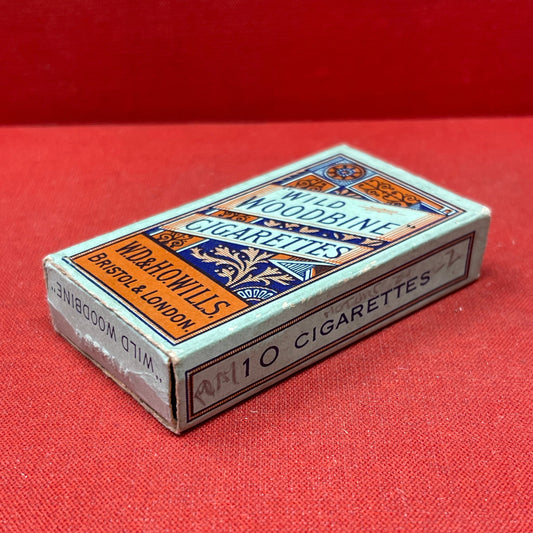 "WILD
WOODBINE"
CIGARETTES
W.D. & H.O. WILLS.
BRISTOL & LONDON.
"WILD WOODBINE"
10 CIGARETTES